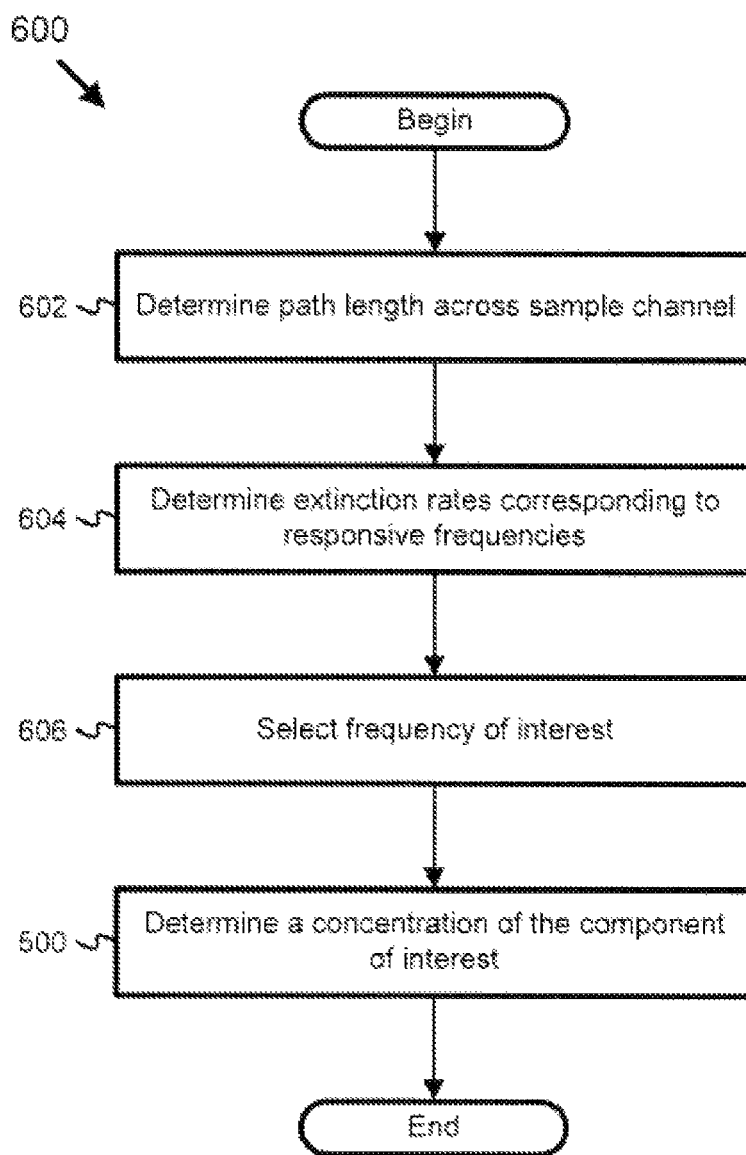 600
Begin
602
Determine path length across sample channel
604
Determine extinction rates corresponding to
responsive frequencies
606
Select frequency of interest
500
Determine a concentration of the component
of interest
End